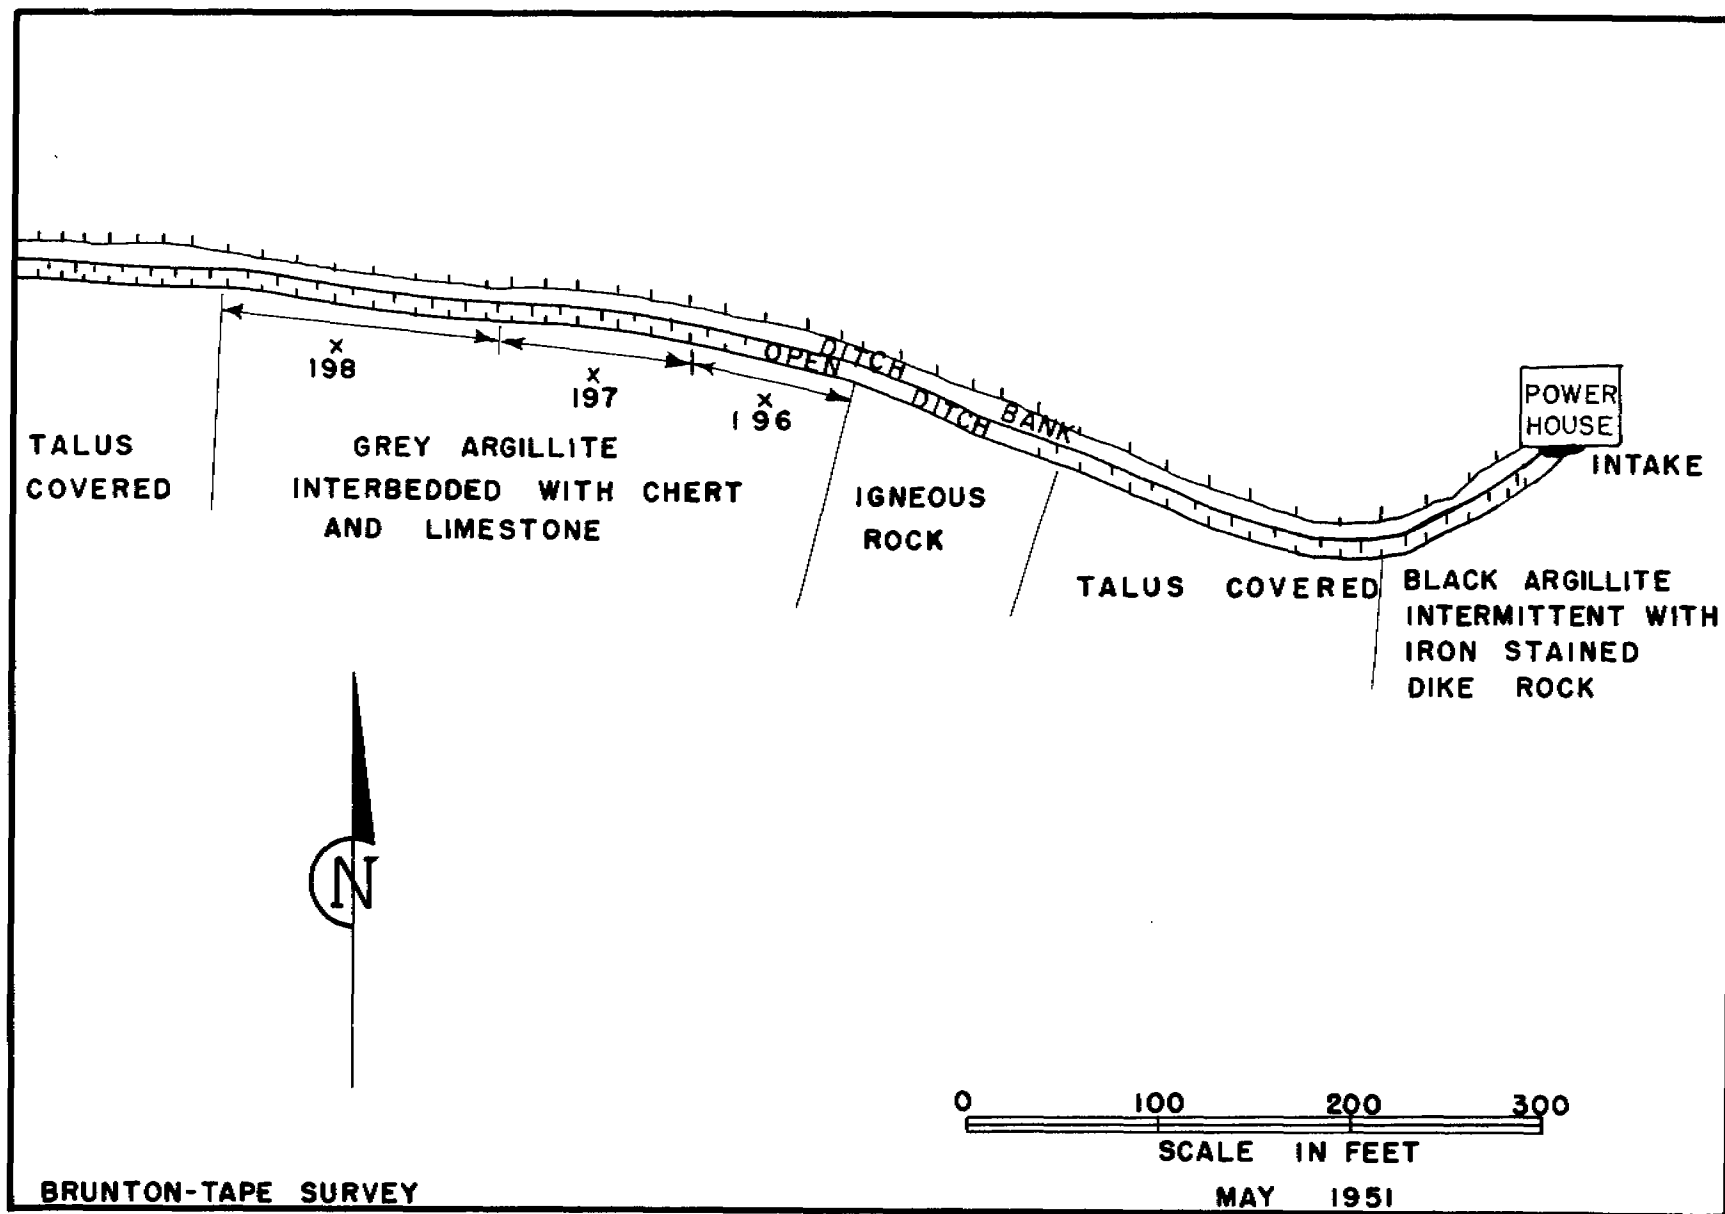 DITCH BANK
OPEN DITCH
POWER
HOUSE
INTAKE
198
197
196
TALUS
COVERED
GREY ARGILLITE
INTERBEDDED WITH CHERT
AND LIMESTONE
IGNEOUS
ROCK
TALUS COVERED
BLACK ARGILLITE
INTERMITTENT WITH
IRON STAINED
DIKE ROCK
N
0 100 200 300
SCALE IN FEET
BRUNTON-TAPE SURVEY
MAY 1951